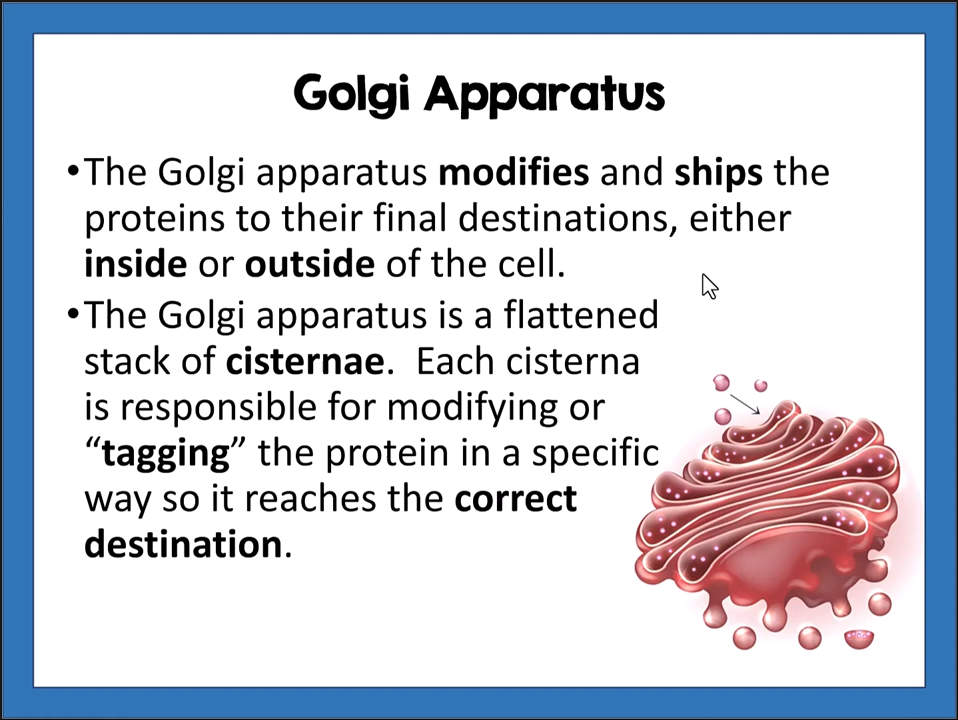 Golgi Apparatus
•The Golgi apparatus modifies and ships the
proteins to their final destinations, either
inside or outside of the cell.
•The Golgi apparatus is a flattened
stack of cisternae.  Each cisterna
is responsible for modifying or
“tagging” the protein in a specific
way so it reaches the correct
destination.